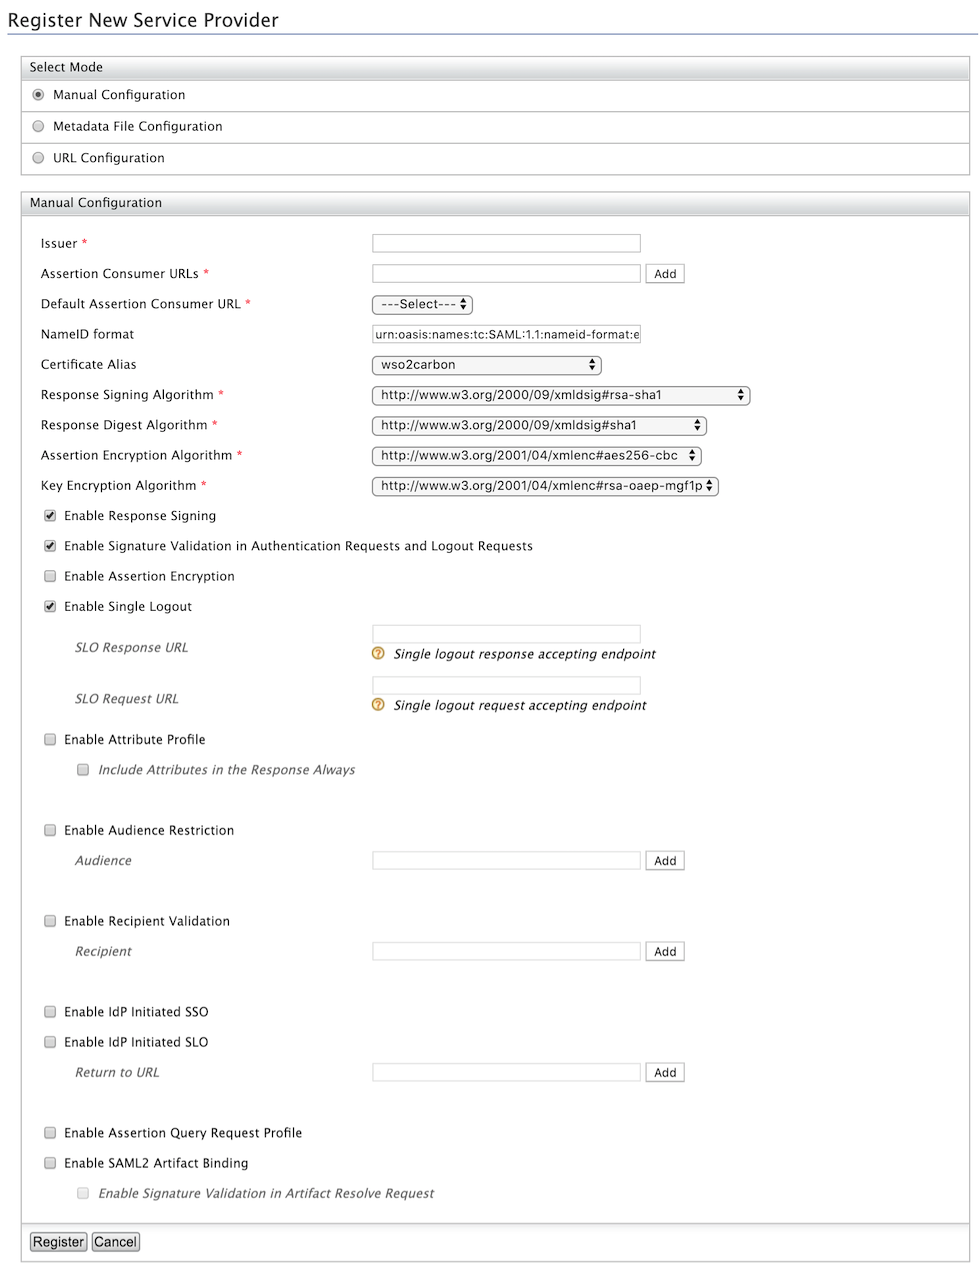 Register New Service Provider
Select Mode
Manual Configuration
Metadata File Configuration
URL Configuration
Manual Configuration
Issuer *
Assertion Consumer URLs * Add
Default Assertion Consumer URL * ---Select---
NameID format urn:oasis:names:tc:SAML:1.1:nameid-format:e
Certificate Alias wso2carbon
Response Signing Algorithm * http://www.w3.org/2000/09/xmldsig#rsa-sha1
Response Digest Algorithm * http://www.w3.org/2000/09/xmldsig#sha1
Assertion Encryption Algorithm * http://www.w3.org/2001/04/xmlenc#aes256-cbc
Key Encryption Algorithm * http://www.w3.org/2001/04/xmlenc#rsa-oaep-mgf1p
Enable Response Signing
Enable Signature Validation in Authentication Requests and Logout Requests
Enable Assertion Encryption
Enable Single Logout
SLO Response URL
? Single logout response accepting endpoint
SLO Request URL
? Single logout request accepting endpoint
Enable Attribute Profile
Include Attributes in the Response Always
Enable Audience Restriction
Audience Add
Enable Recipient Validation
Recipient Add
Enable IdP Initiated SSO
Enable IdP Initiated SLO
Return to URL Add
Enable Assertion Query Request Profile
Enable SAML2 Artifact Binding
Enable Signature Validation in Artifact Resolve Request
Register Cancel